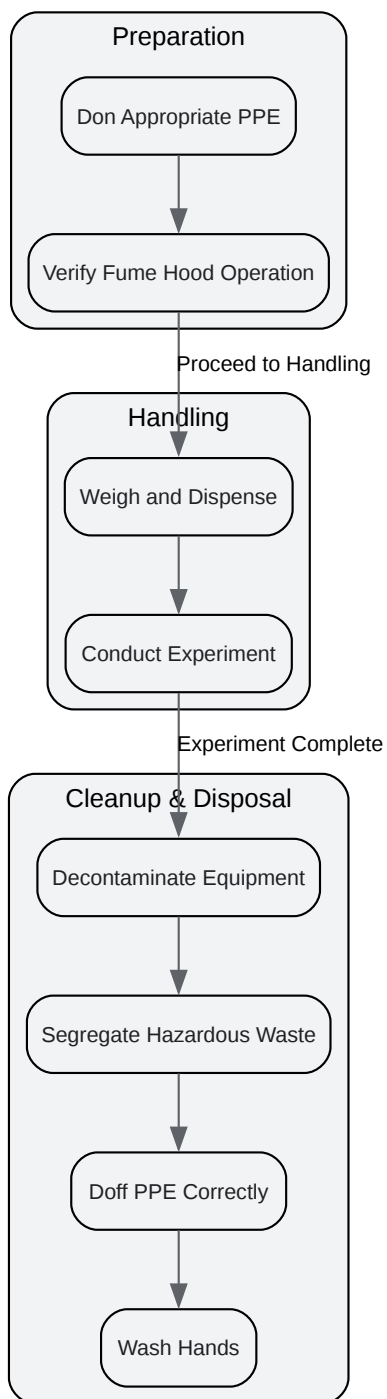 Preparation
Don Appropriate PPE
Verify Fume Hood Operation
Proceed to Handling
Handling
Weigh and Dispense
Conduct Experiment
Experiment Complete
Cleanup & Disposal
Decontaminate Equipment
Segregate Hazardous Waste
Doff PPE Correctly
Wash Hands